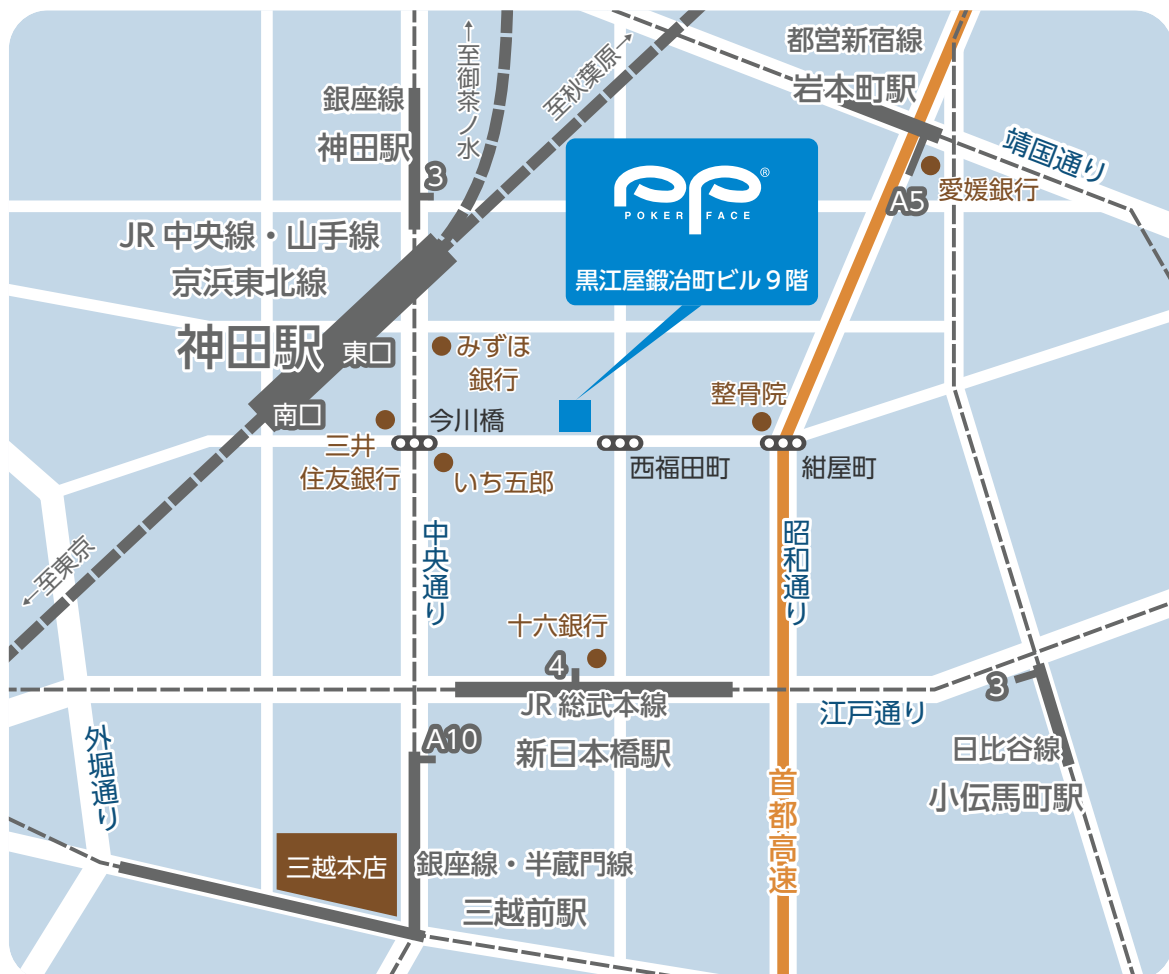 ←至御茶ノ水
至秋葉原→
都営新宿線
岩本町駅
銀座線
神田駅
3
靖国通り
A5
愛媛銀行
PP®
POKER FACE
黒江屋鍛冶町ビル9階
JR 中央線・山手線
京浜東北線
神田駅
東口
南口
みずほ
銀行
整骨院
今川橋
三井
住友銀行
いち五郎
西福田町
紺屋町
中央通り
昭和通り
←至東京
十六銀行
4
JR 総武本線
新日本橋駅
江戸通り
3
日比谷線
小伝馬町駅
A10
外堀通り
首都高速
三越本店
銀座線・半蔵門線
三越前駅